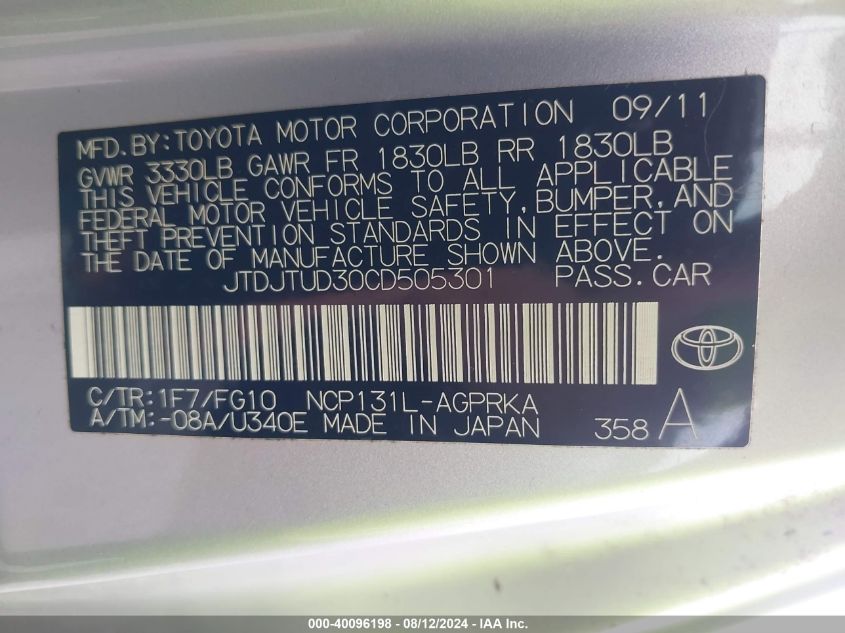 MFD.BY:TOYOTA MOTOR CORPORATION 09/11
GVWR 3330LB GAWR FR 1830LB RR 1830LB
THIS VEHICLE CONFORMS TO ALL APPLICABLE
FEDERAL MOTOR VEHICLE SAFETY,BUMPER,AND
THEFT PREVENTION STANDARDS IN EFFECT ON
THE DATE OF MANUFACTURE SHOWN ABOVE.
JTDJTUD30CD505301 PASS.CAR
C/TR:1F7/FG10 NCP131L-AGPRKA
A/TM:-08A/U340E MADE IN JAPAN 358 A
000-40096198 - 08/12/2024 - IAA Inc.